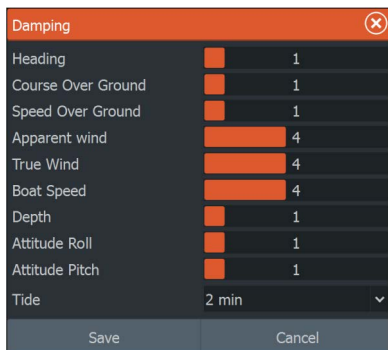 Damping
Heading 1
Course Over Ground 1
Speed Over Ground 1
Apparent wind 4
True Wind 4
Boat Speed 4
Depth 1
Attitude Roll 1
Attitude Pitch 1
Tide 2 min
Save Cancel